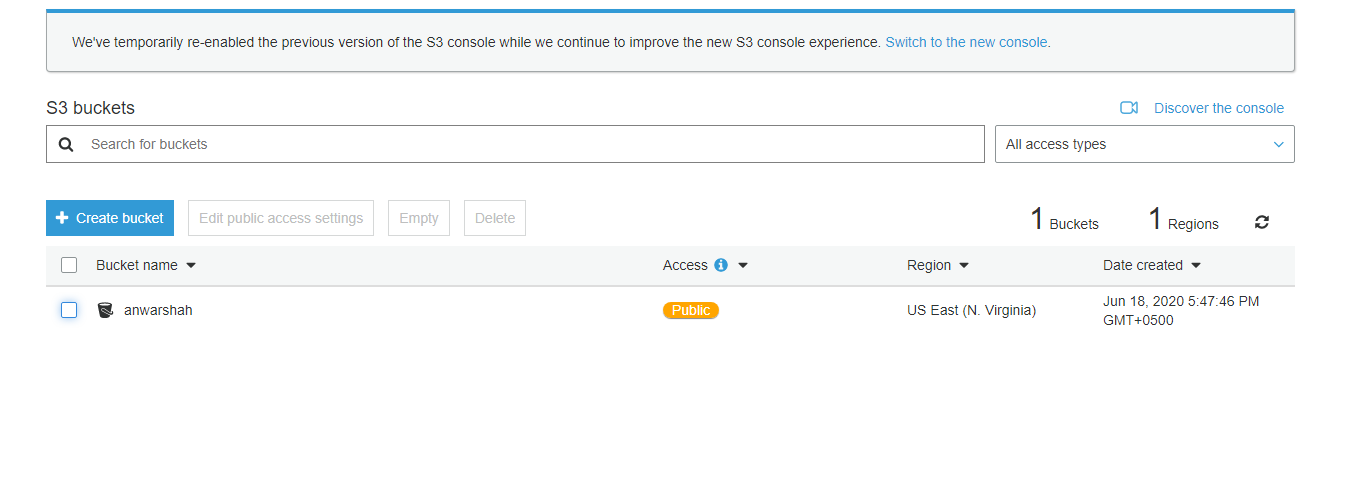 We've temporarily re-enabled the previous version of the S3 console while we continue to improve the new S3 console experience. Switch to the new console.
S3 buckets
Discover the console
Search for buckets
All access types
Create bucket
Edit public access settings
Empty
Delete
1 Buckets
1 Regions
Bucket name
Access
Region
Date created
anwarshah
Public
US East (N. Virginia)
Jun 18, 2020 5:47:46 PM
GMT+0500